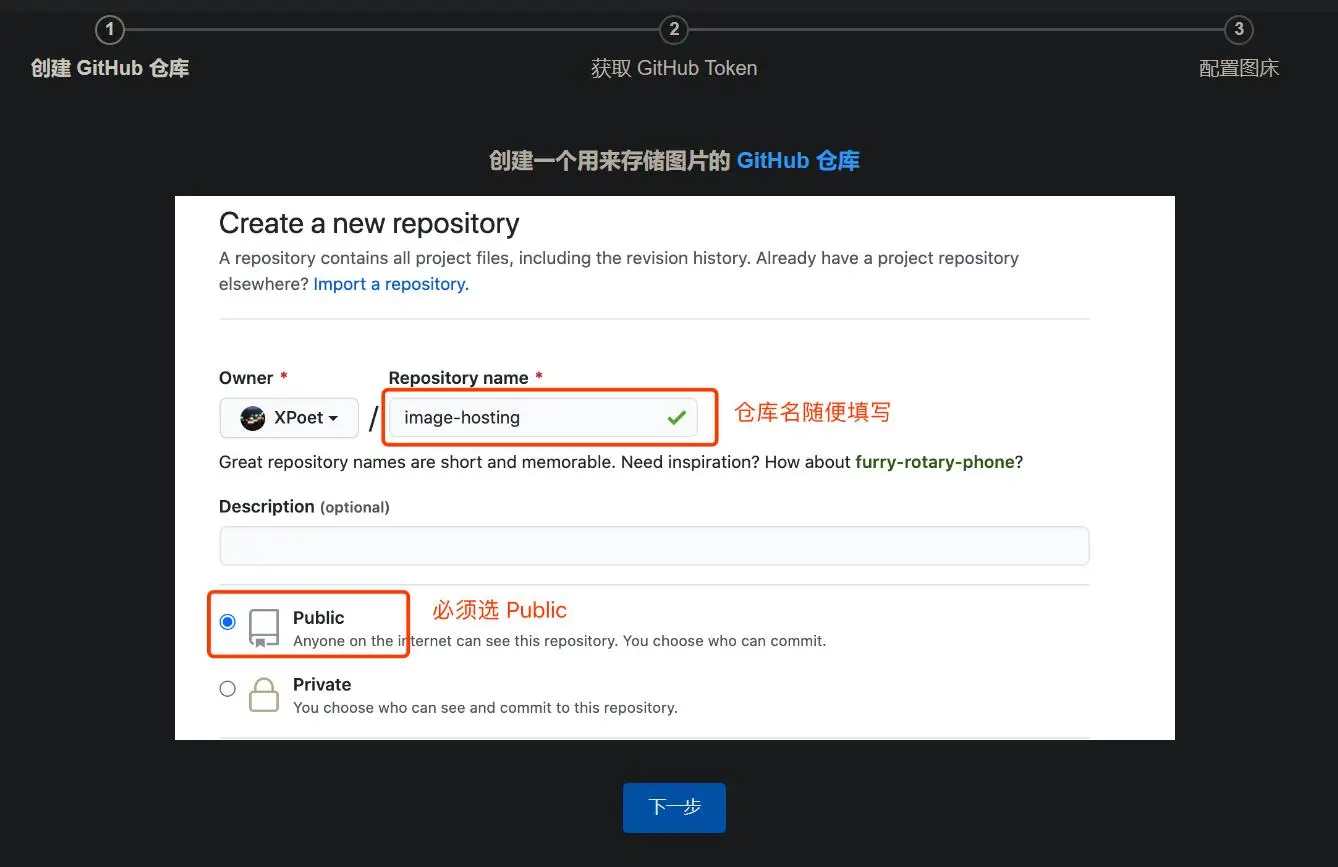 1
2
3
创建 GitHub 仓库
获取 GitHub Token
配置图床
创建一个用来存储图片的 GitHub 仓库
Create a new repository
A repository contains all project files, including the revision history. Already have a project repository
elsewhere? Import a repository.
Owner *
Repository name *
XPoet
/
image-hosting
仓库名随便填写
Great repository names are short and memorable. Need inspiration? How about furry-rotary-phone?
Description (optional)
Public
必须选 Public
Anyone on the internet can see this repository. You choose who can commit.
Private
You choose who can see and commit to this repository.
下一步